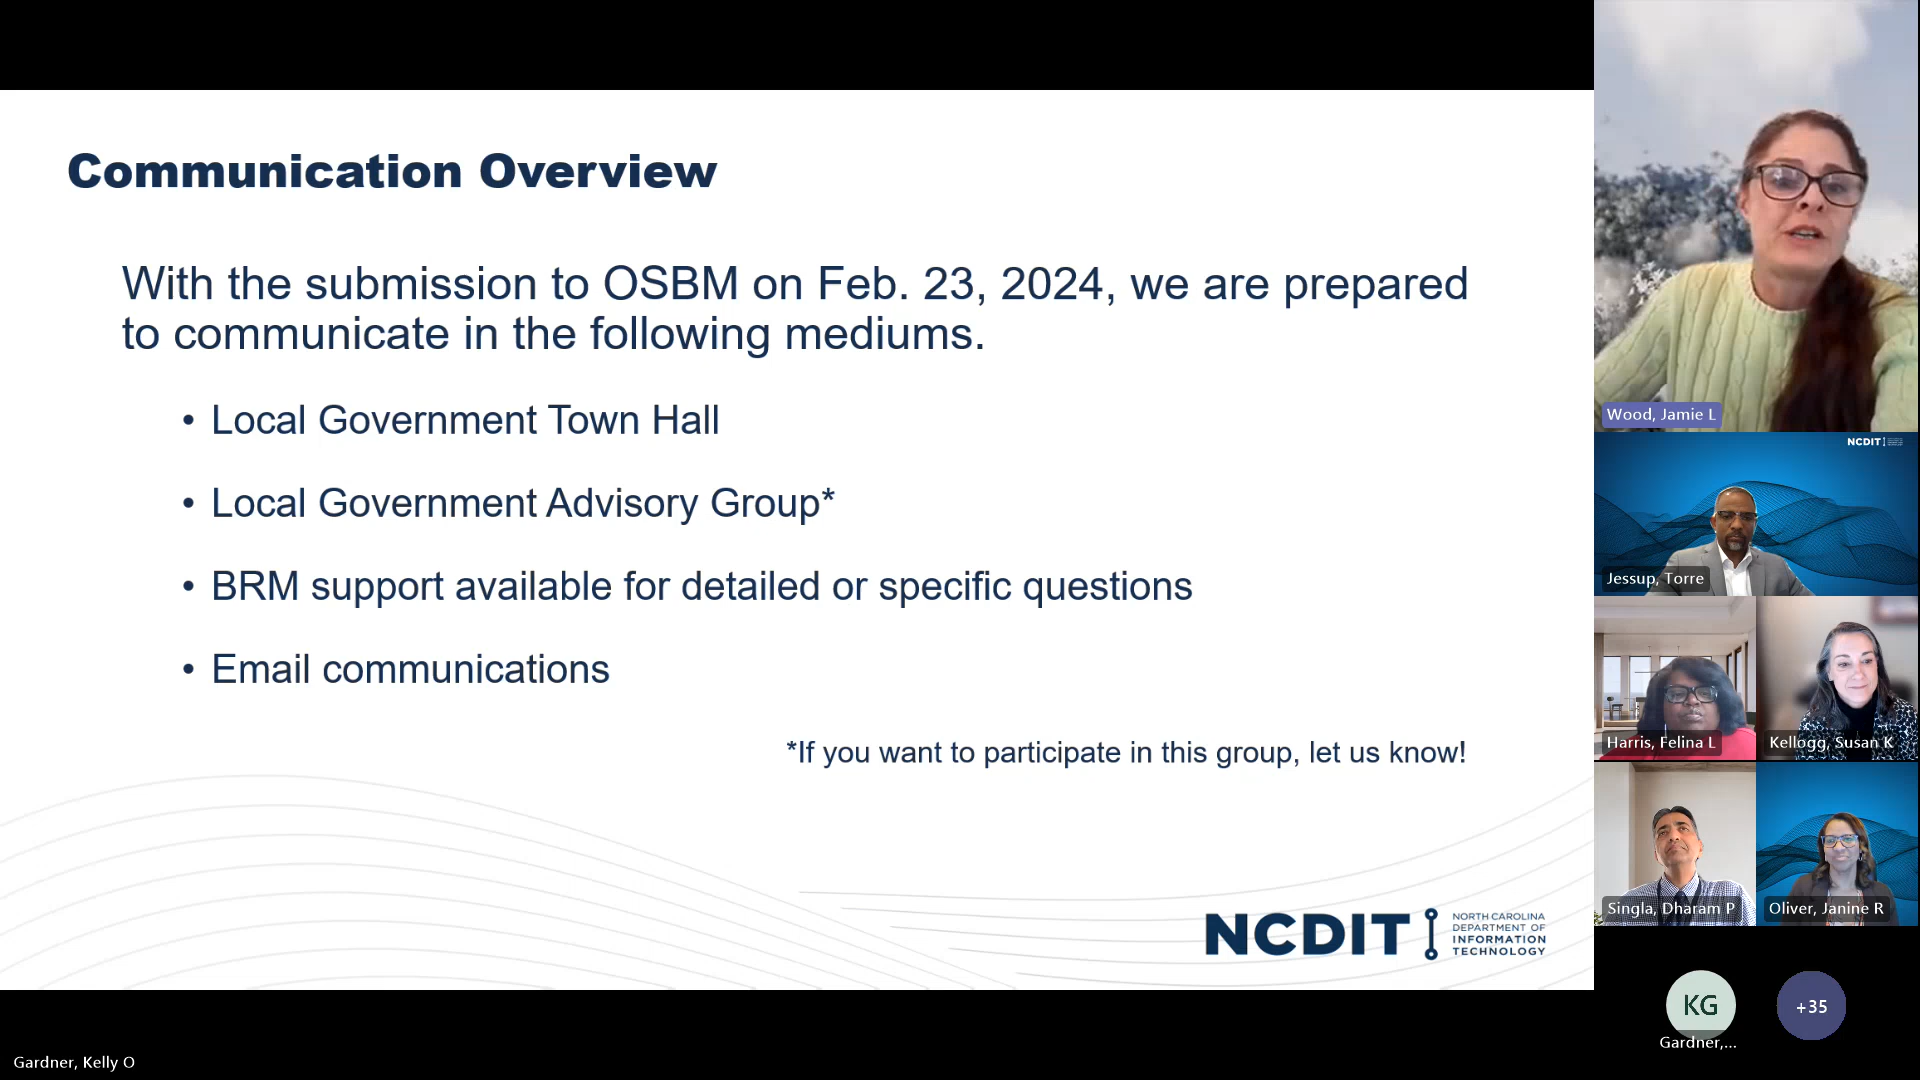 Communication Overview
With the submission to OSBM on Feb. 23, 2024, we are prepared
to communicate in the following mediums.
• Local Government Town Hall
• Local Government Advisory Group*
• BRM support available for detailed or specific questions
• Email communications
*If you want to participate in this group, let us know!
NCDIT
NORTH CAROLINA
DEPARTMENT OF
INFORMATION
TECHNOLOGY
Gardner, Kelly O
Wood, Jamie L
NCDIT
Jessup, Torre
Harris, Felina L
Kellogg, Susan K
Singla, Dharam P
Oliver, Janine R
KG
Gardner,...
+35